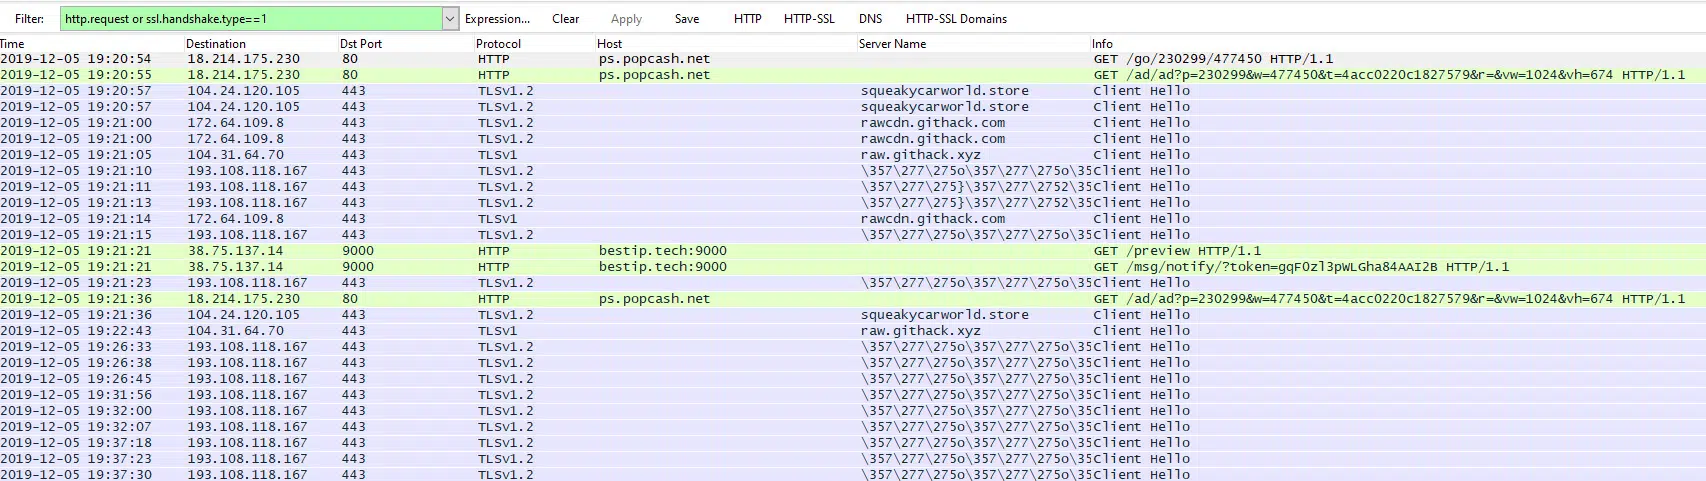 Filter: http.request or ssl.handshake.type==1 Expression... Clear Apply Save HTTP HTTP-SSL DNS HTTP-SSL Domains
Time Destination Dst Port Protocol Host Server Name Info
2019-12-05 19:20:54 18.214.175.230 80 HTTP ps.popcash.net GET /go/230299/477450 HTTP/1.1
2019-12-05 19:20:55 18.214.175.230 80 HTTP ps.popcash.net GET /ad/ad?p=230299&w=477450&t=4acc0220c1827579&r=&vw=1024&vh=674 HTTP/1.1
2019-12-05 19:20:57 104.24.120.105 443 TLSv1.2 squeakycarworld.store Client Hello
2019-12-05 19:20:57 104.24.120.105 443 TLSv1.2 squeakycarworld.store Client Hello
2019-12-05 19:21:00 172.64.109.8 443 TLSv1.2 rawcdn.githack.com Client Hello
2019-12-05 19:21:00 172.64.109.8 443 TLSv1.2 rawcdn.githack.com Client Hello
2019-12-05 19:21:05 104.31.64.70 443 TLSv1 raw.githack.xyz Client Hello
2019-12-05 19:21:10 193.108.118.167 443 TLSv1.2 \357\277\275o\357\277\275o\35 Client Hello
2019-12-05 19:21:11 193.108.118.167 443 TLSv1.2 \357\277\275}\357\277\2752\35 Client Hello
2019-12-05 19:21:13 193.108.118.167 443 TLSv1.2 \357\277\275}\357\277\2752\35 Client Hello
2019-12-05 19:21:14 172.64.109.8 443 TLSv1 rawcdn.githack.com Client Hello
2019-12-05 19:21:15 193.108.118.167 443 TLSv1.2 \357\277\275o\357\277\275o\35 Client Hello
2019-12-05 19:21:21 38.75.137.14 9000 HTTP bestip.tech:9000 GET /preview HTTP/1.1
2019-12-05 19:21:21 38.75.137.14 9000 HTTP bestip.tech:9000 GET /msg/notify/?token=gqFOzl3pWLGha84AAI2B HTTP/1.1
2019-12-05 19:21:23 193.108.118.167 443 TLSv1.2 \357\277\275o\357\277\275o\35 Client Hello
2019-12-05 19:21:36 18.214.175.230 80 HTTP ps.popcash.net GET /ad/ad?p=230299&w=477450&t=4acc0220c1827579&r=&vw=1024&vh=674 HTTP/1.1
2019-12-05 19:21:36 104.24.120.105 443 TLSv1.2 squeakycarworld.store Client Hello
2019-12-05 19:22:43 104.31.64.70 443 TLSv1 raw.githack.xyz Client Hello
2019-12-05 19:26:33 193.108.118.167 443 TLSv1.2 \357\277\275o\357\277\275o\35 Client Hello
2019-12-05 19:26:38 193.108.118.167 443 TLSv1.2 \357\277\275o\357\277\275o\35 Client Hello
2019-12-05 19:26:45 193.108.118.167 443 TLSv1.2 \357\277\275o\357\277\275o\35 Client Hello
2019-12-05 19:31:56 193.108.118.167 443 TLSv1.2 \357\277\275o\357\277\275o\35 Client Hello
2019-12-05 19:32:00 193.108.118.167 443 TLSv1.2 \357\277\275o\357\277\275o\35 Client Hello
2019-12-05 19:32:07 193.108.118.167 443 TLSv1.2 \357\277\275o\357\277\275o\35 Client Hello
2019-12-05 19:37:18 193.108.118.167 443 TLSv1.2 \357\277\275o\357\277\275o\35 Client Hello
2019-12-05 19:37:23 193.108.118.167 443 TLSv1.2 \357\277\275o\357\277\275o\35 Client Hello
2019-12-05 19:37:30 193.108.118.167 443 TLSv1.2 \357\277\275o\357\277\275o\35 Client Hello